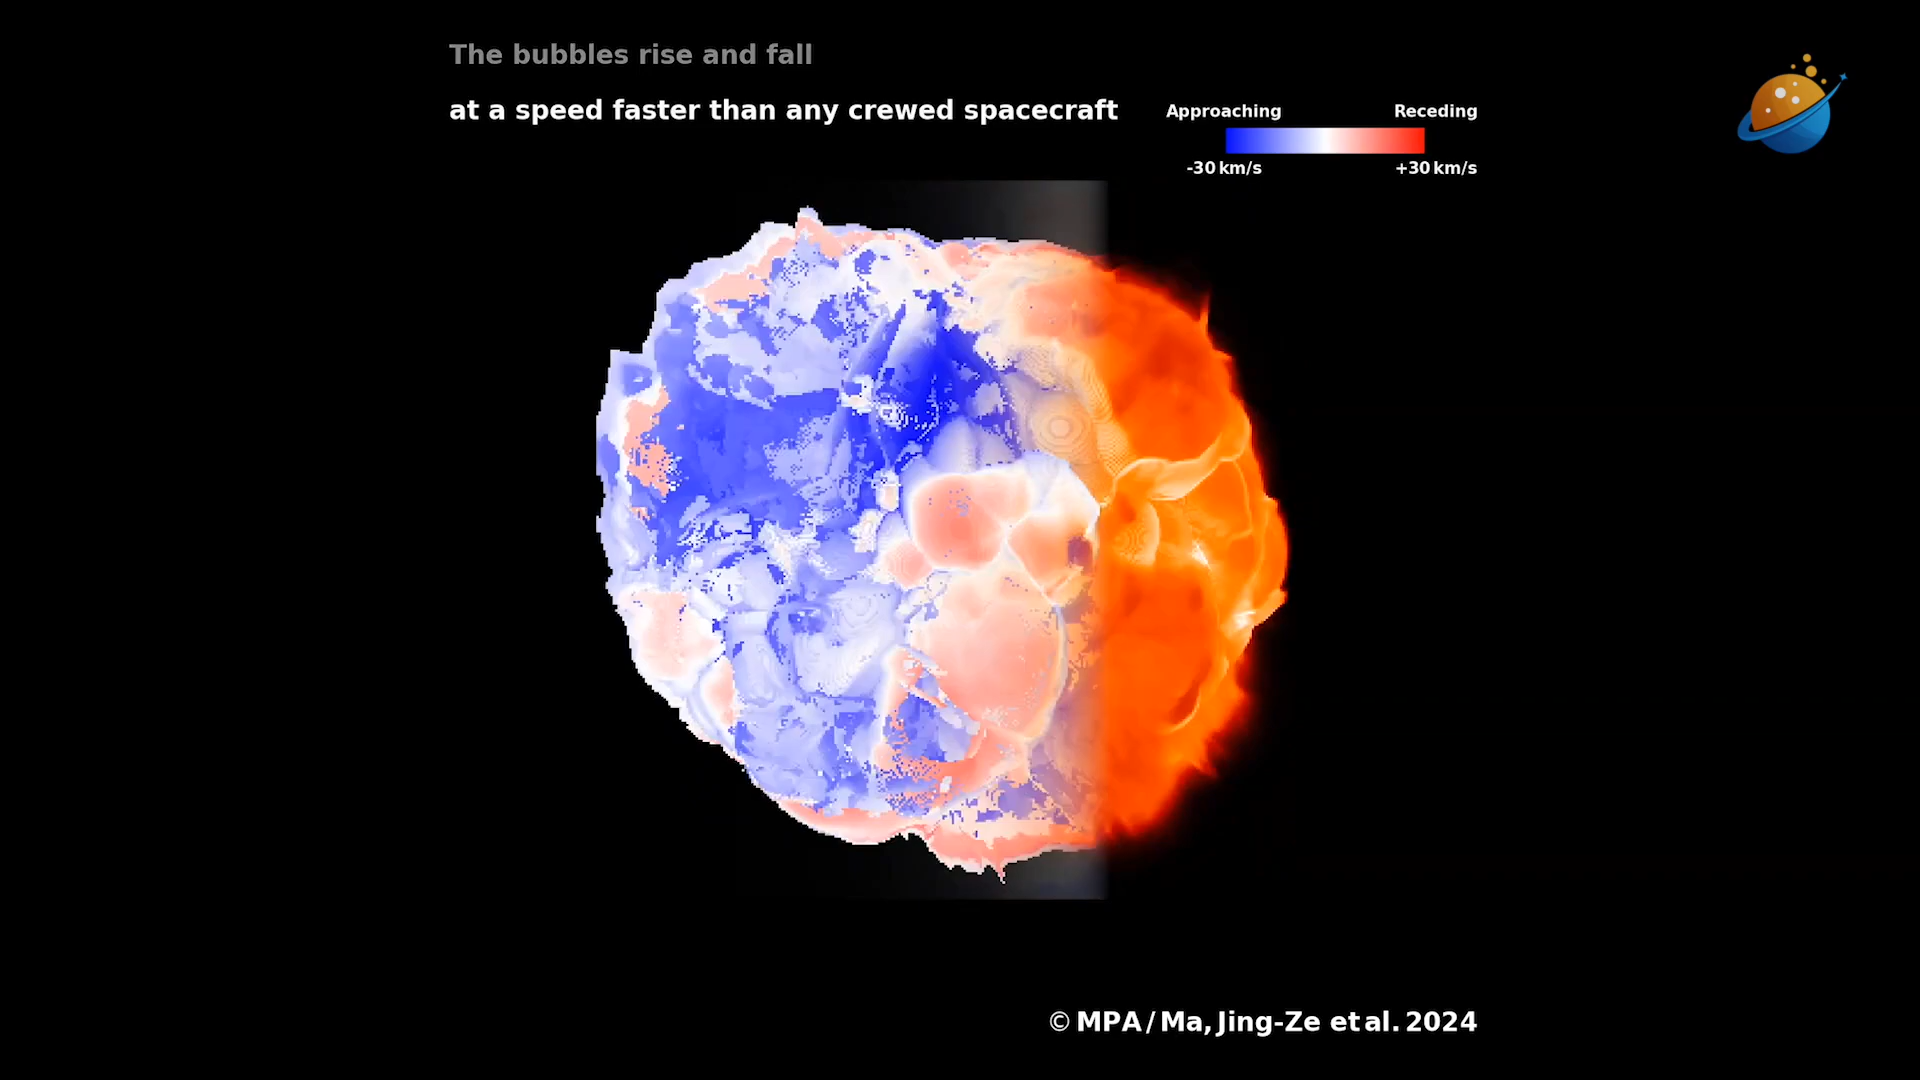 The bubbles rise and fall
at a speed faster than any crewed spacecraft
Approaching Receding
-30 km/s +30 km/s
© MPA / Ma, Jing-Ze et al. 2024